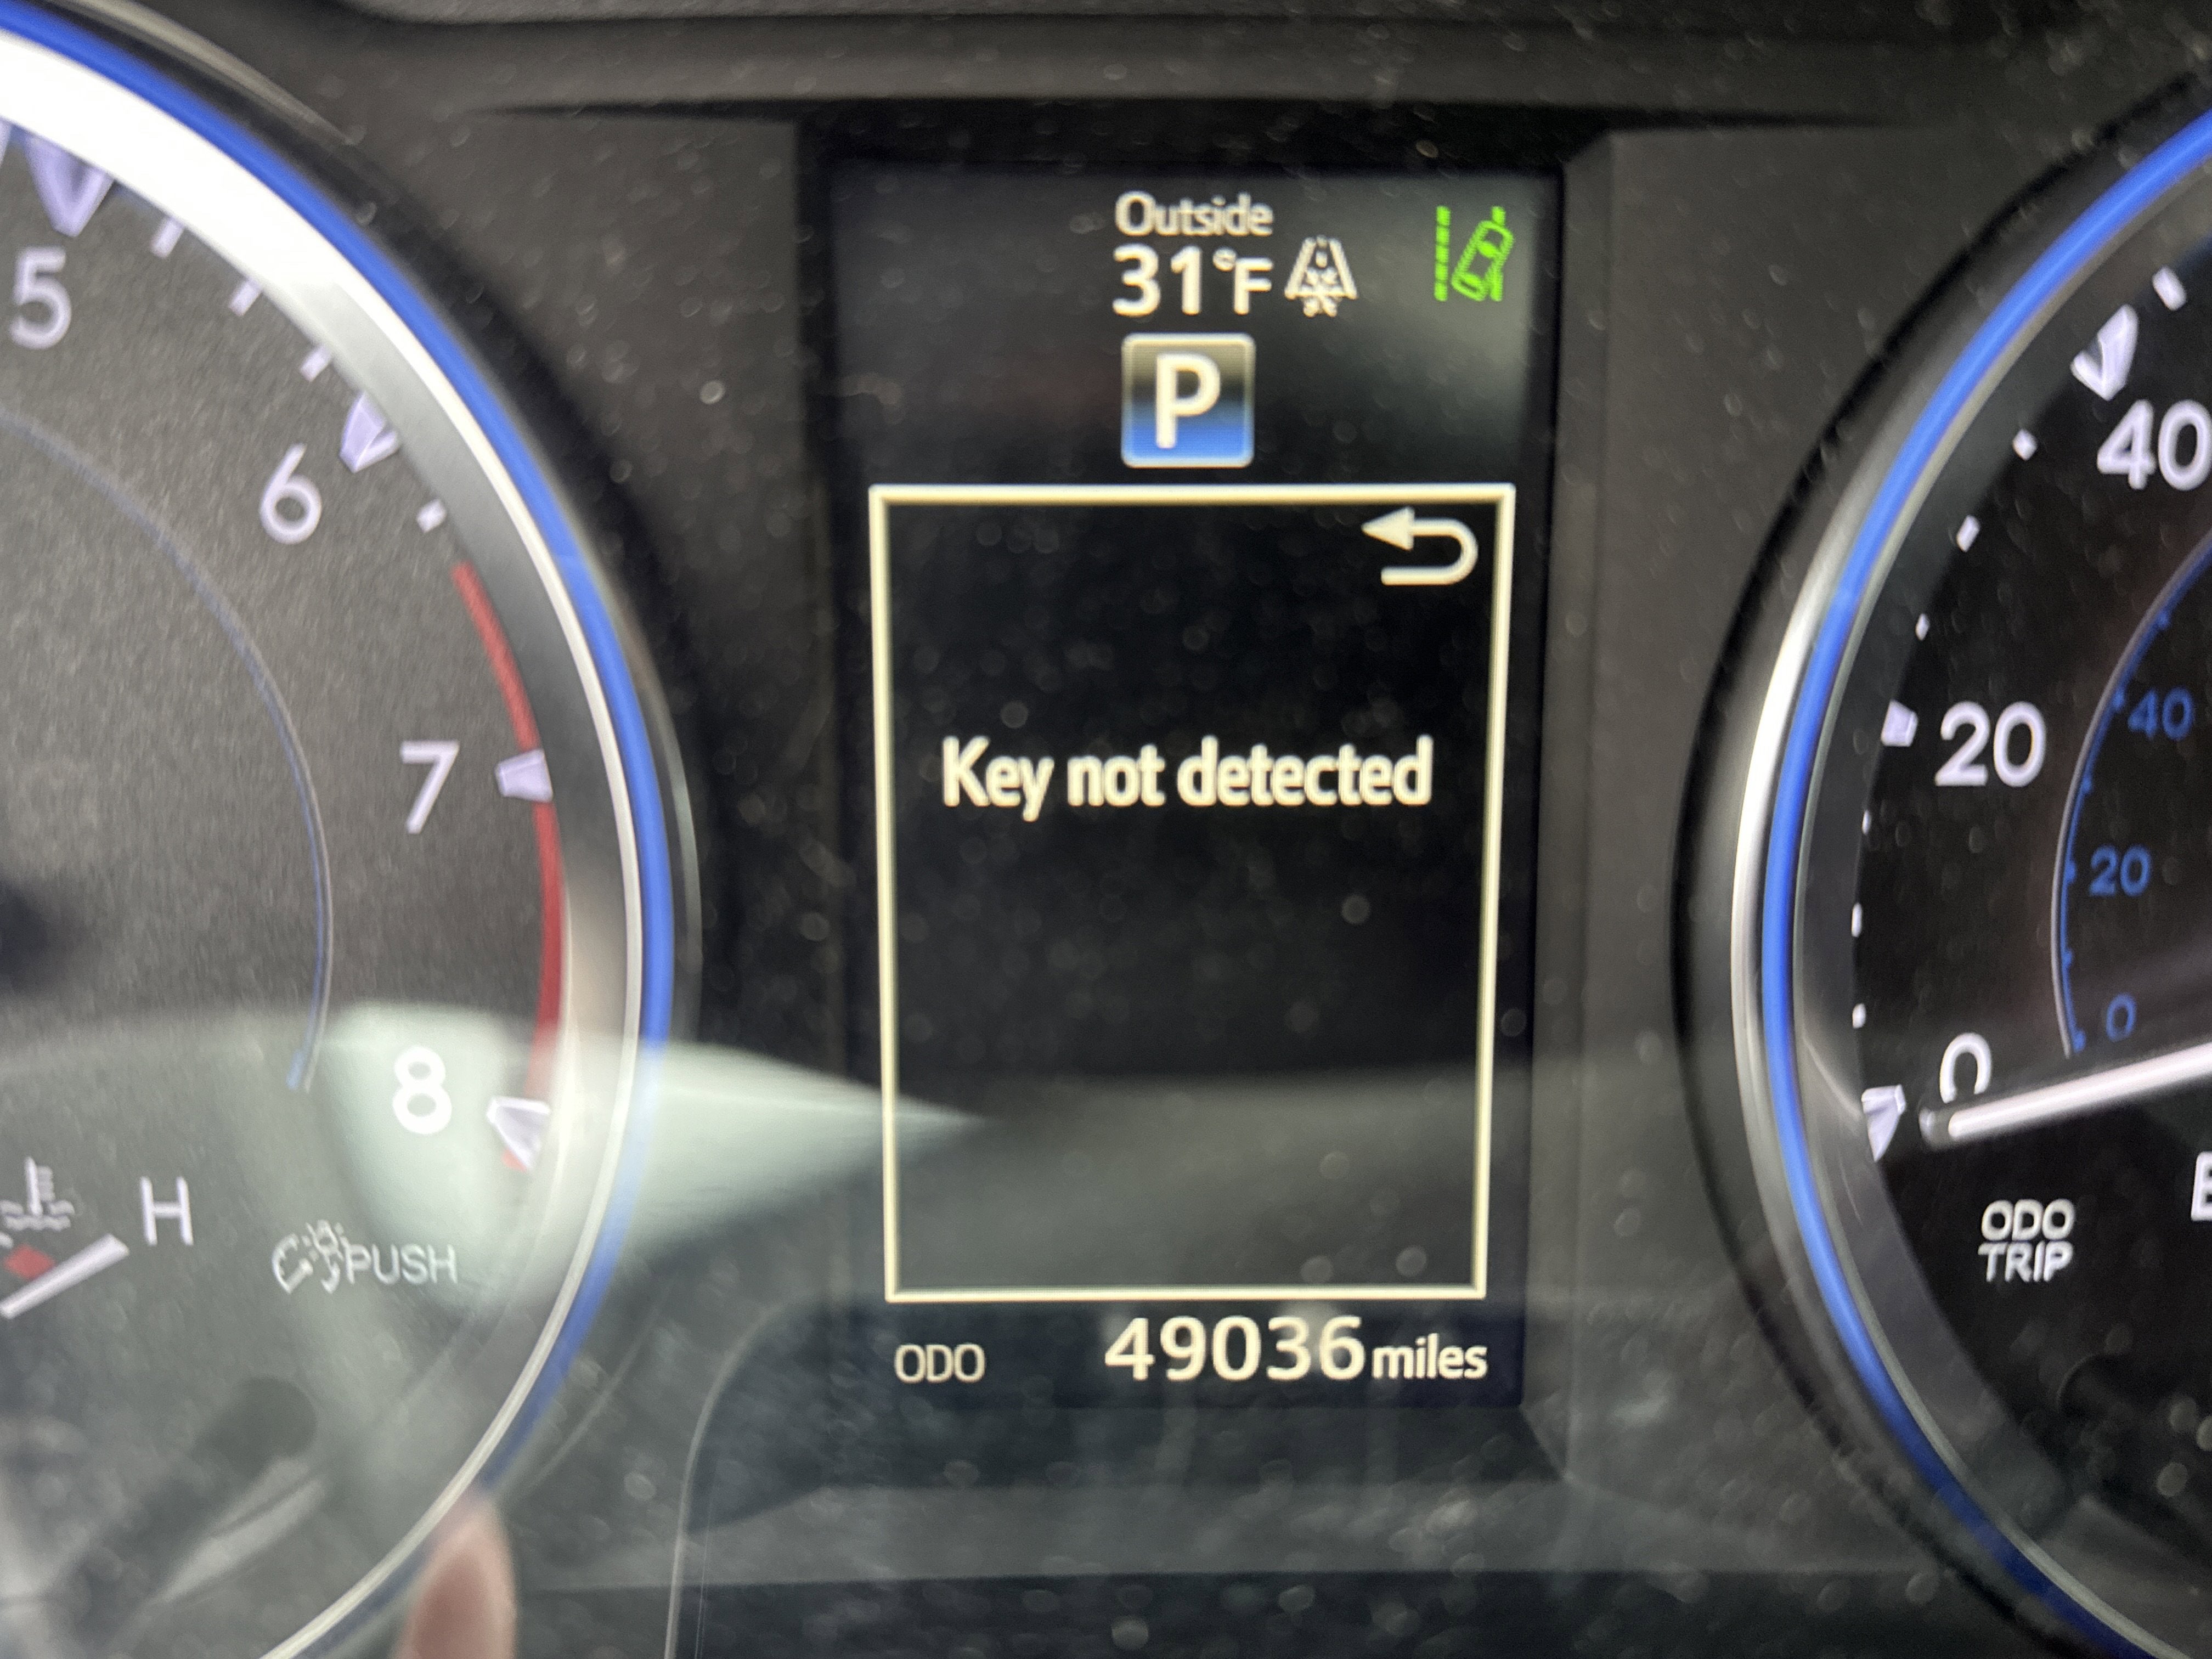 5
6
7
8
H
PUSH
Outside
31°F
P
Key not detected
ODO 49036 miles
40
20
0
40
20
0
ODO
TRIP